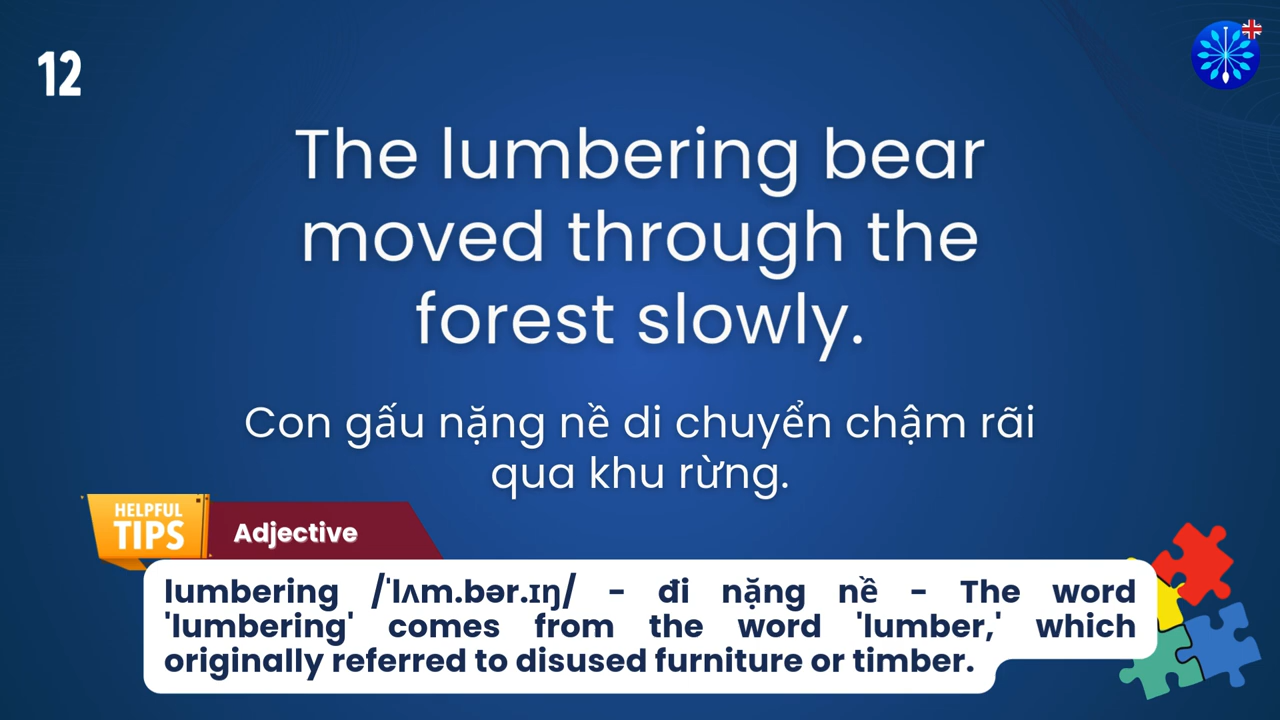 12
The lumbering bear
moved through the
forest slowly.
Con gấu nặng nề di chuyển chậm rãi
qua khu rừng.
HELPFUL
TIPS
Adjective
lumbering /ˈlʌm.bər.ɪŋ/ - đi nặng nề - The word
'lumbering' comes from the word 'lumber,' which
originally referred to disused furniture or timber.